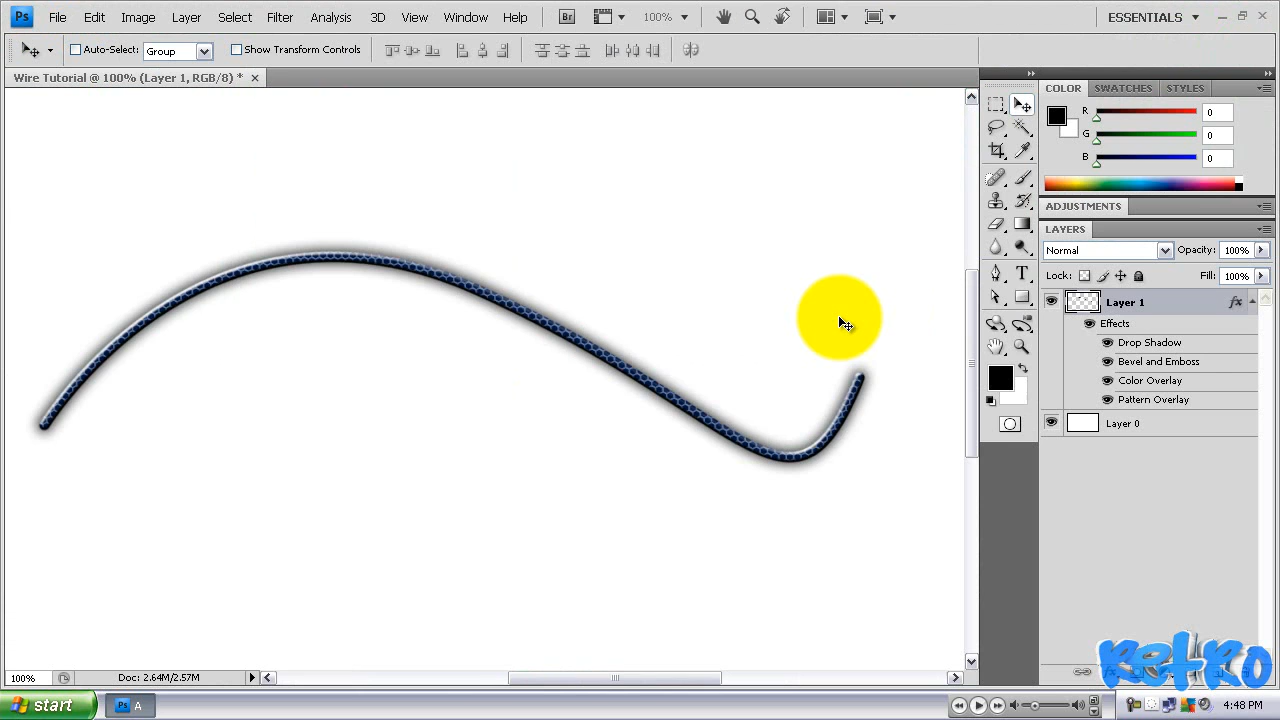 Ps File Edit Image Layer Select Filter Analysis 3D View Window Help Br 100% ESSENTIALS
Auto-Select: Group Show Transform Controls
Wire Tutorial @ 100% (Layer 1, RGB/8) *
COLOR SWATCHES STYLES
R 0
G 0
B 0
ADJUSTMENTS
LAYERS
Normal Opacity: 100%
Lock: Fill: 100%
Layer 1 fx
Effects
Drop Shadow
Bevel and Emboss
Color Overlay
Pattern Overlay
Layer 0
retro
100% Doc: 2.64M/2.57M
start Ps A 4:48 PM